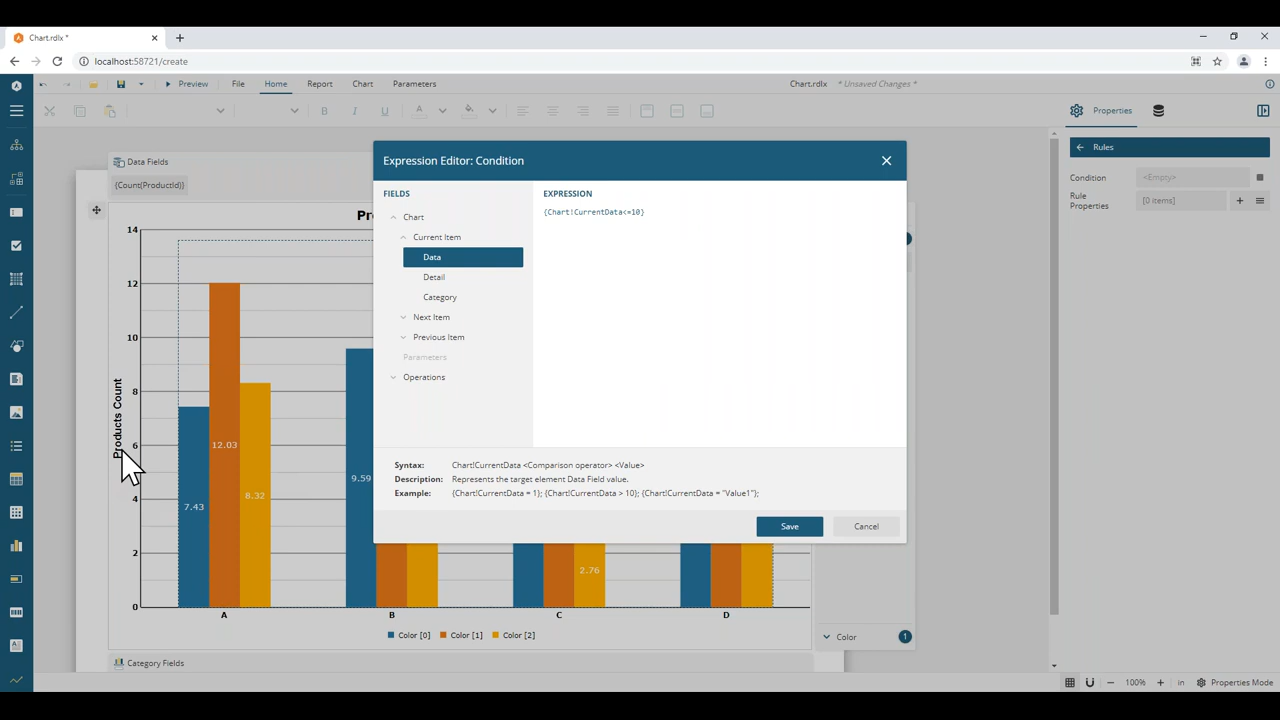 Chart.rdlx *
localhost:58721/create
Preview File Home Report Chart Parameters
Chart.rdlx * Unsaved Changes *
B I U A
Properties
Data Fields
{Count(ProductId)}
14
12
10
8
6
4
2
0
Products Count
7.43
12.03
8.32
9.59
2.76
A B C D
Color [0] Color [1] Color [2]
Category Fields
Expression Editor: Condition
FIELDS
Chart
Current Item
Data
Detail
Category
Next Item
Previous Item
Parameters
Operations
EXPRESSION
{Chart!CurrentData<=10}
Syntax: Chart!CurrentData <Comparison operator> <Value>
Description: Represents the target element Data Field value.
Example: {Chart!CurrentData = 1}; {Chart!CurrentData > 10}; {Chart!CurrentData = "Value1"};
Save Cancel
Color 1
Rules
Condition <Empty>
Rule Properties [0 items]
100% in Properties Mode